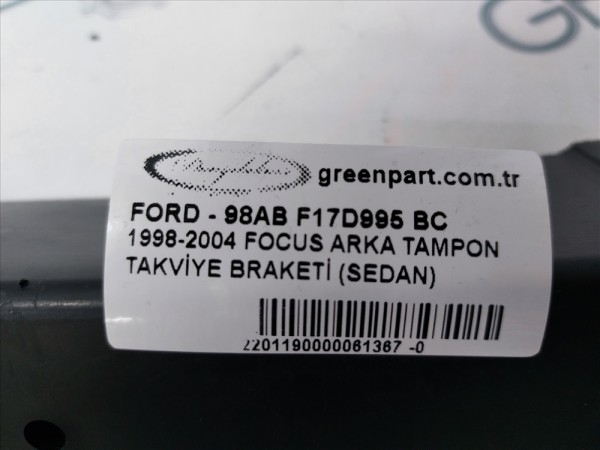 greenpart.com.tr
FORD - 98AB F17D995 BC
1998-2004 FOCUS ARKA TAMPON
TAKVİYE BRAKETİ (SEDAN)
2201190000061367 -0